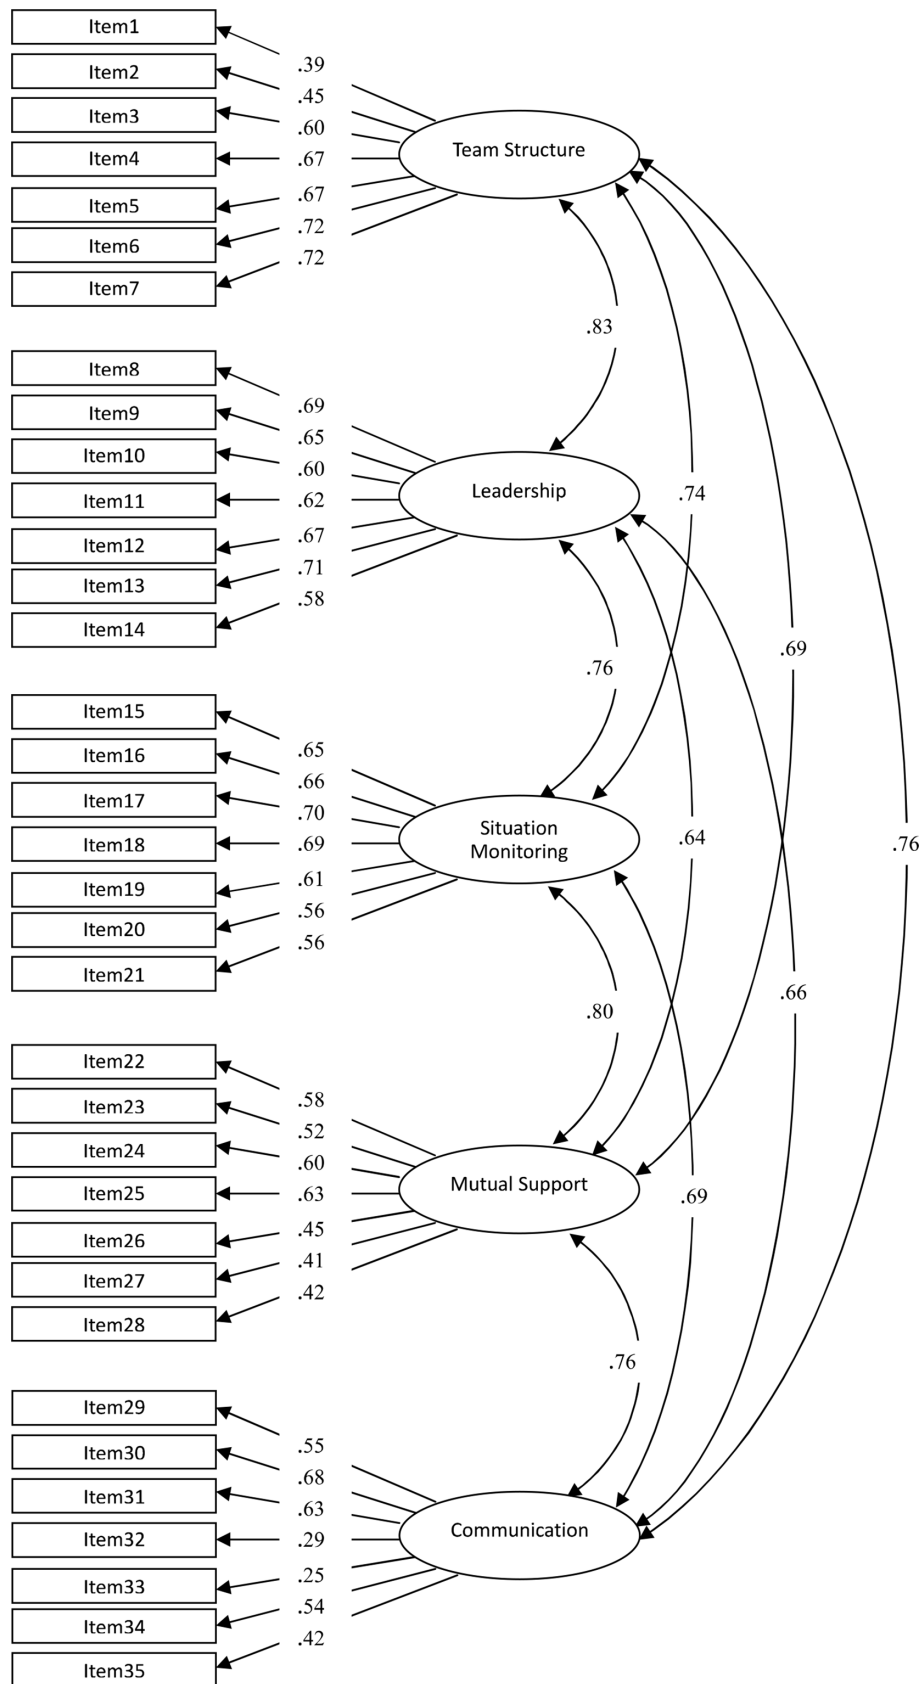 Item1
Item2
Item3
Item4
Item5
Item6
Item7
.39
.45
.60
.67
.67
.72
.72
Team Structure
.83
Item8
Item9
Item10
Item11
Item12
Item13
Item14
.69
.65
.60
.62
.67
.71
.58
Leadership
.74
.76
.69
Item15
Item16
Item17
Item18
Item19
Item20
Item21
.65
.66
.70
.69
.61
.56
.56
Situation
Monitoring
.64
.76
.80
.66
Item22
Item23
Item24
Item25
Item26
Item27
Item28
.58
.52
.60
.63
.45
.41
.42
Mutual Support
.69
.76
Item29
Item30
Item31
Item32
Item33
Item34
Item35
.55
.68
.63
.29
.25
.54
.42
Communication